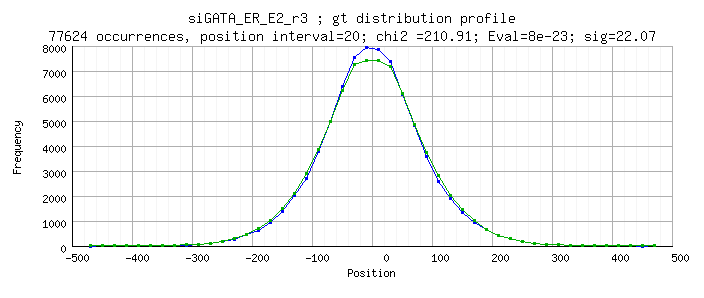 siGATA_ER_E2_r3 ; gt distribution profile
77624 occurrences, position interval=20; chi2 =210.91; Eval=8e-23; sig=22.07
8000
7000
6000
5000
4000
3000
2000
1000
0
Frequency
-500 -400 -300 -200 -100 0 100 200 300 400 500
Position